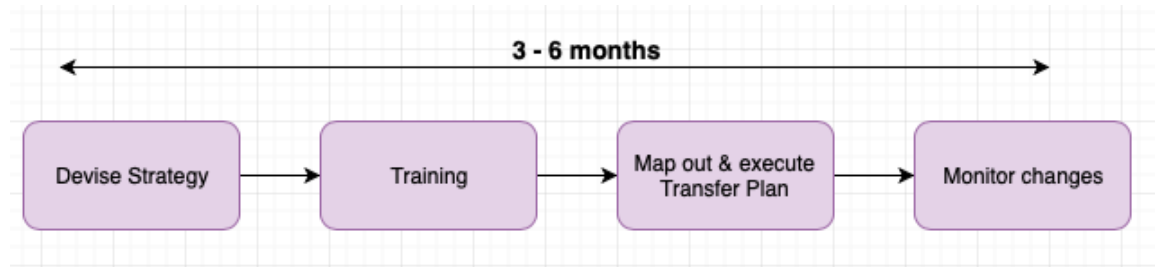 3 - 6 months
Devise Strategy
Training
Map out & execute
Transfer Plan
Monitor changes